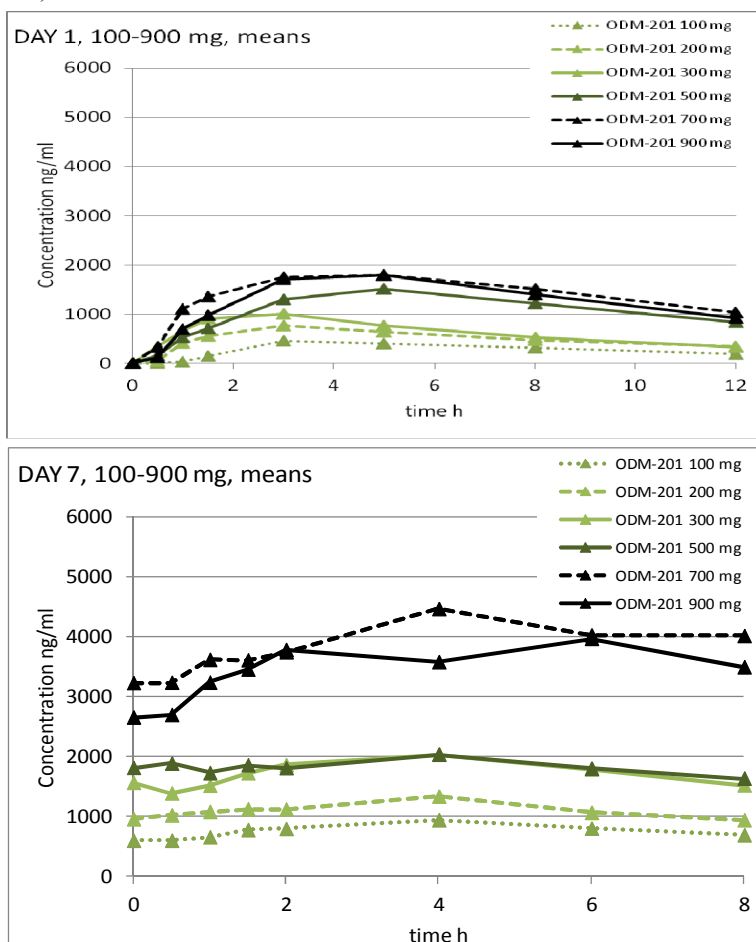 DAY 1, 100-900 mg, means
ODM-201 100 mg
ODM-201 200 mg
ODM-201 300 mg
ODM-201 500 mg
ODM-201 700 mg
ODM-201 900 mg
6000
5000
4000
3000
2000
1000
0
Concentration ng/ml
0 2 4 6 8 10 12
time h
DAY 7, 100-900 mg, means
ODM-201 100 mg
ODM-201 200 mg
ODM-201 300 mg
ODM-201 500 mg
ODM-201 700 mg
ODM-201 900 mg
6000
5000
4000
3000
2000
1000
0
Concentration ng/ml
0 2 4 6 8
time h